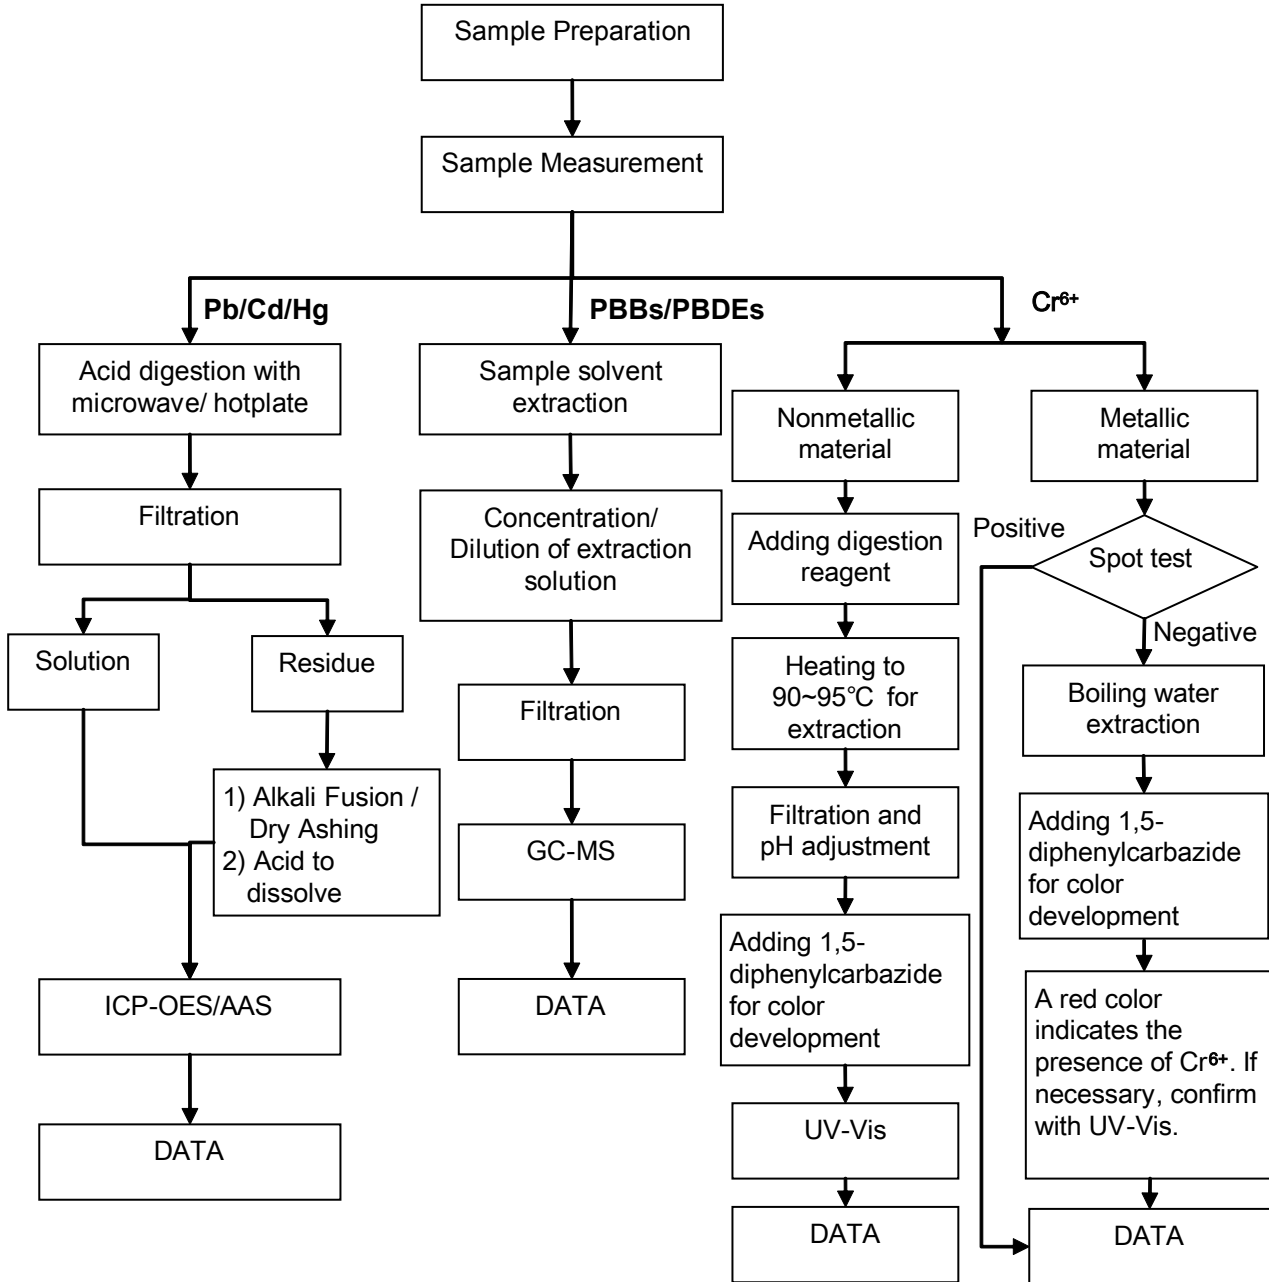 Sample Preparation
Sample Measurement
Pb/Cd/Hg
PBBs/PBDEs
Cr⁶⁺
Acid digestion with
microwave/ hotplate
Filtration
Solution
Residue
1) Alkali Fusion /
Dry Ashing
2) Acid to
dissolve
ICP-OES/AAS
DATA
Sample solvent
extraction
Concentration/
Dilution of extraction
solution
Filtration
GC-MS
DATA
Nonmetallic
material
Adding digestion
reagent
Heating to
90~95℃ for
extraction
Filtration and
pH adjustment
Adding 1,5-
diphenylcarbazide
for color
development
UV-Vis
DATA
Metallic
material
Spot test
Positive
Negative
Boiling water
extraction
Adding 1,5-
diphenylcarbazide
for color
development
A red color
indicates the
presence of Cr⁶⁺. If
necessary, confirm
with UV-Vis.
DATA